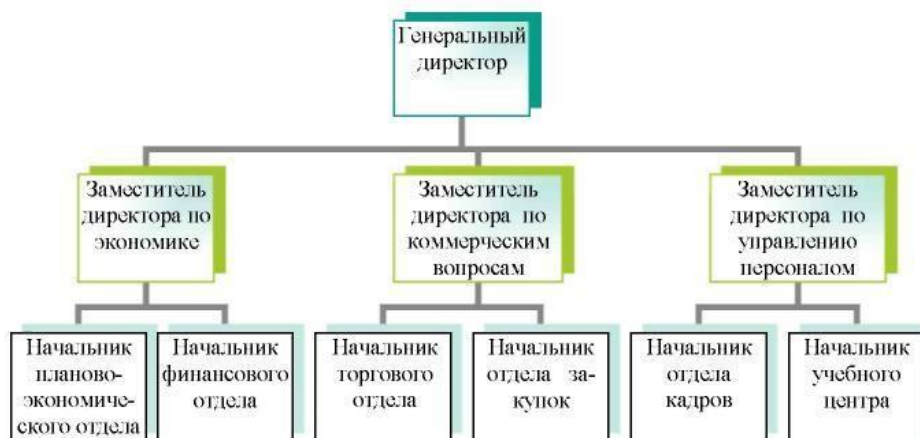 Генеральный
директор
Заместитель
директора по
экономике
Заместитель
директора по
коммерческим
вопросам
Заместитель
директора по
управлению
персоналом
Начальник
планово-
экономиче-
ского отдела
Начальник
финансового
отдела
Начальник
торгового
отдела
Начальник
отдела за-
купок
Начальник
отдела
кадров
Начальник
учебного
центра